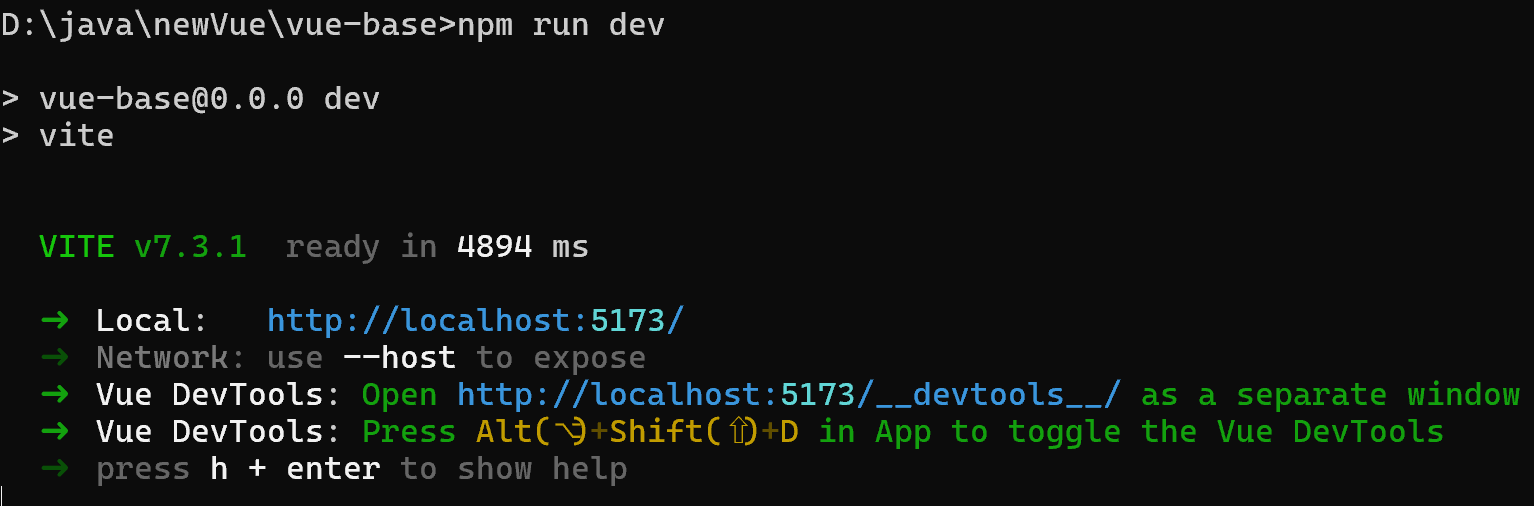 D:\java\newVue\vue-base>npm run dev
> vue-base@0.0.0 dev
> vite
VITE v7.3.1  ready in 4894 ms
➜  Local:   http://localhost:5173/
➜  Network: use --host to expose
➜  Vue DevTools: Open http://localhost:5173/__devtools__/ as a separate window
➜  Vue DevTools: Press Alt(⌥)+Shift(⇧)+D in App to toggle the Vue DevTools
➜  press h + enter to show help